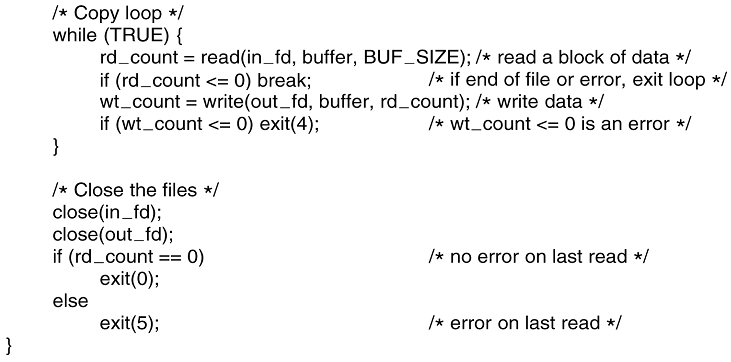 /* Copy loop */
while (TRUE) {
rd_count = read(in_fd, buffer, BUF_SIZE); /* read a block of data */
if (rd_count <= 0) break; /* if end of file or error, exit loop */
wt_count = write(out_fd, buffer, rd_count); /* write data */
if (wt_count <= 0) exit(4); /* wt_count <= 0 is an error */
}
/* Close the files */
close(in_fd);
close(out_fd);
if (rd_count == 0) /* no error on last read */
exit(0);
else
exit(5); /* error on last read */
}